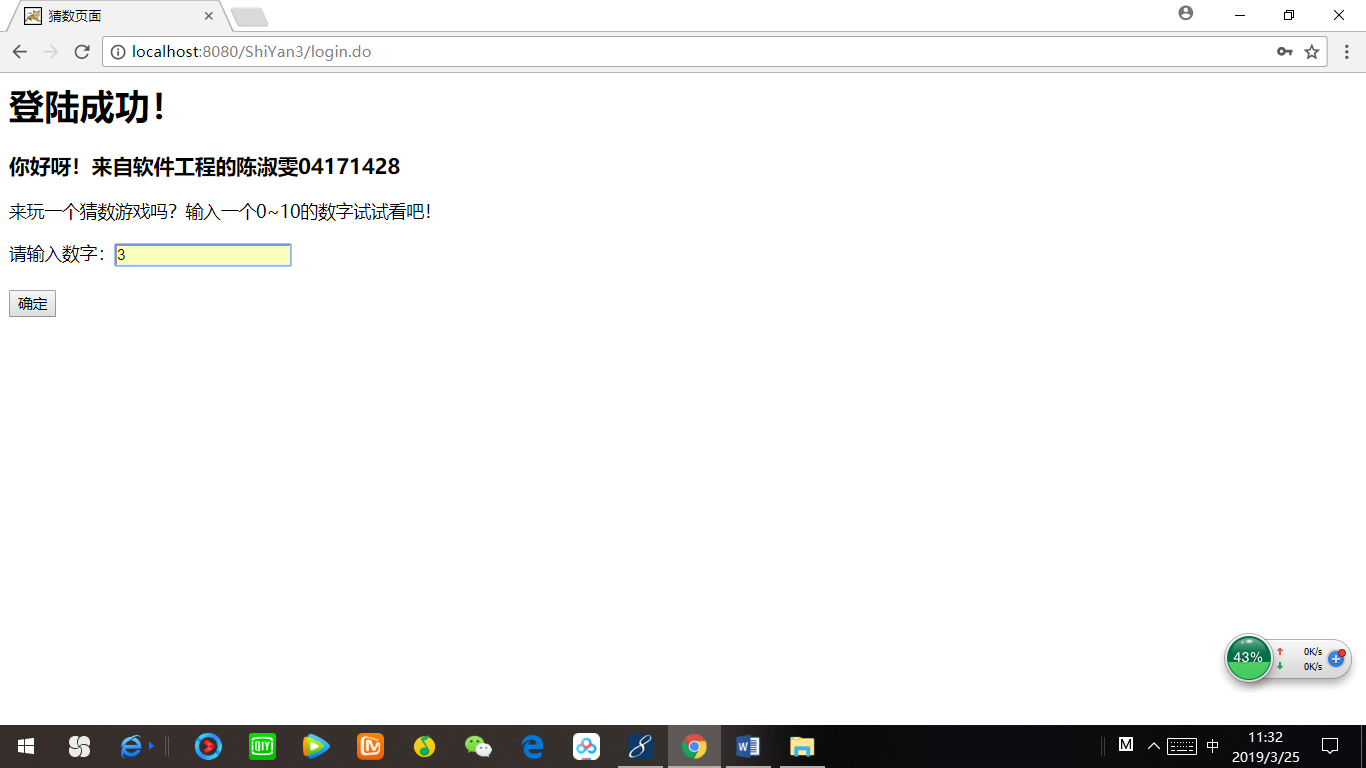 猜数页面
localhost:8080/ShiYan3/login.do
登陆成功！
你好呀！来自软件工程的陈淑雯04171428
来玩一个猜数游戏吗？输入一个0~10的数字试试看吧！
请输入数字：3
确定
43%
0K/s
0K/s
iQIYI
M
中
11:32
2019/3/25